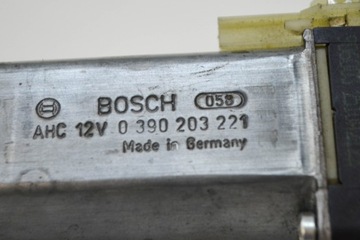 BOSCH 058
AHC 12V 0 390 203 221
Made in Germany